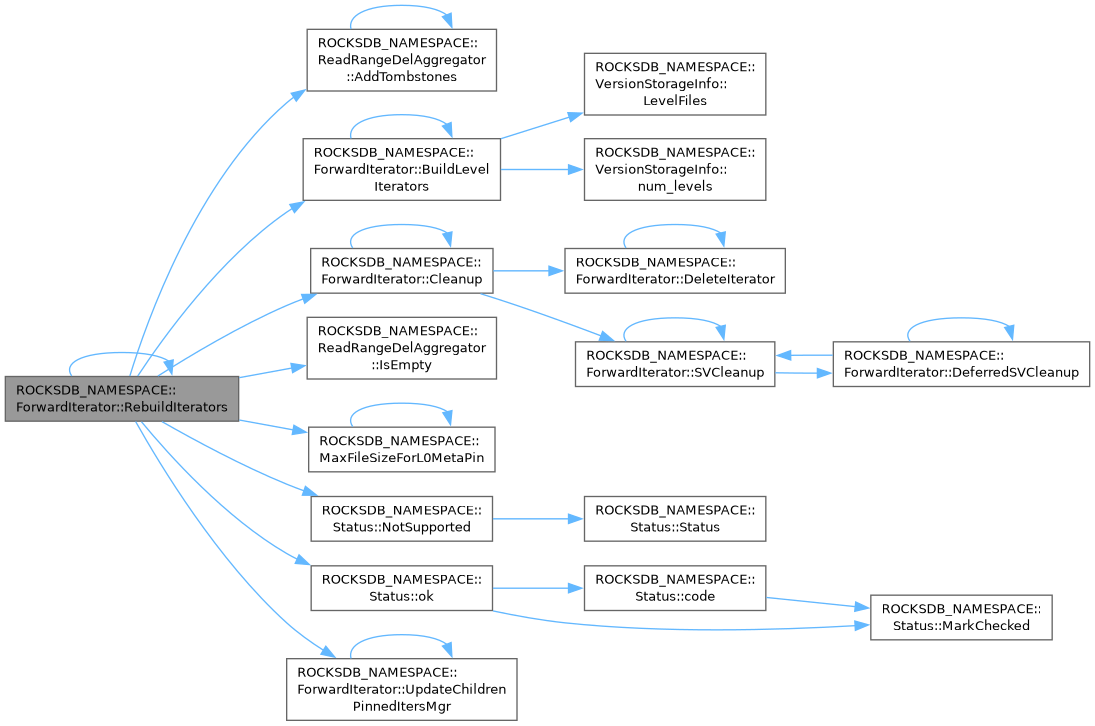 ROCKSDB_NAMESPACE::
ForwardIterator::RebuildIterators
ROCKSDB_NAMESPACE::
ReadRangeDelAggregator
::AddTombstones
ROCKSDB_NAMESPACE::
ForwardIterator::BuildLevel
Iterators
ROCKSDB_NAMESPACE::
VersionStorageInfo::
LevelFiles
ROCKSDB_NAMESPACE::
VersionStorageInfo::
num_levels
ROCKSDB_NAMESPACE::
ForwardIterator::Cleanup
ROCKSDB_NAMESPACE::
ForwardIterator::DeleteIterator
ROCKSDB_NAMESPACE::
ForwardIterator::SVCleanup
ROCKSDB_NAMESPACE::
ForwardIterator::DeferredSVCleanup
ROCKSDB_NAMESPACE::
ReadRangeDelAggregator
::IsEmpty
ROCKSDB_NAMESPACE::
MaxFileSizeForL0MetaPin
ROCKSDB_NAMESPACE::
Status::NotSupported
ROCKSDB_NAMESPACE::
Status::Status
ROCKSDB_NAMESPACE::
Status::ok
ROCKSDB_NAMESPACE::
Status::code
ROCKSDB_NAMESPACE::
Status::MarkChecked
ROCKSDB_NAMESPACE::
ForwardIterator::UpdateChildren
PinnedItersMgr